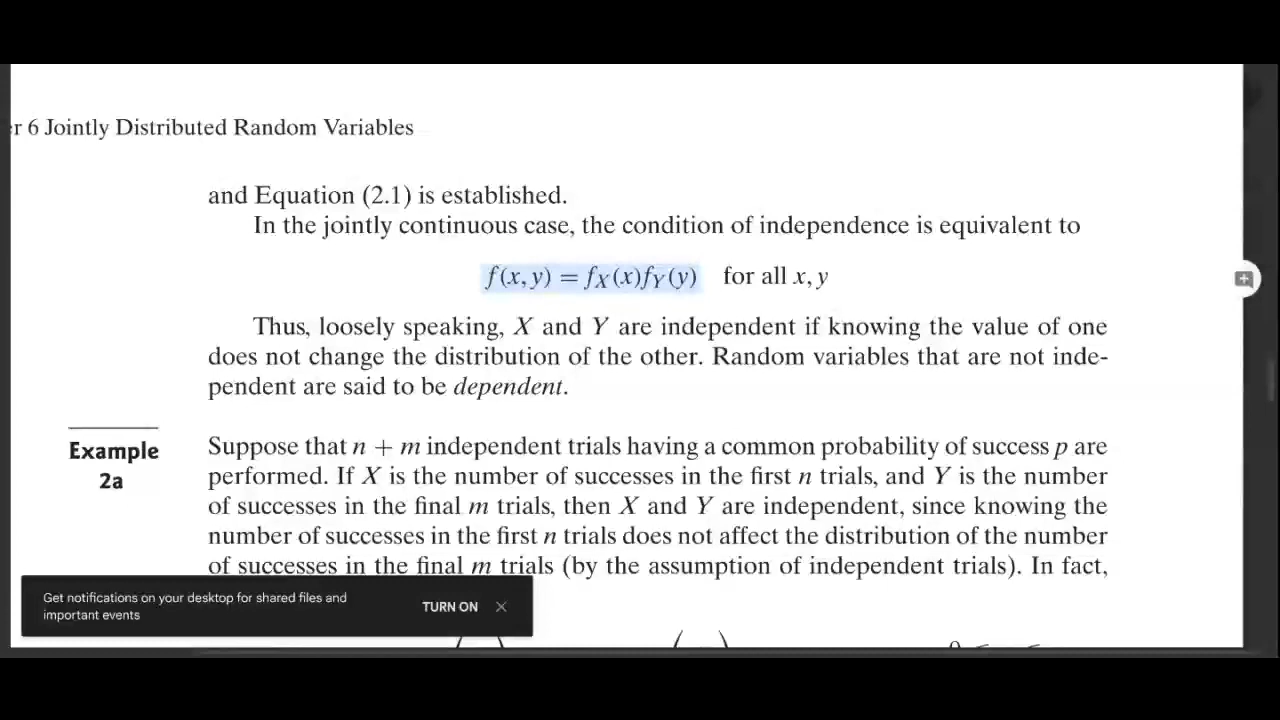 r 6 Jointly Distributed Random Variables
and Equation (2.1) is established.
In the jointly continuous case, the condition of independence is equivalent to
f(x, y) = f_X(x)f_Y(y) for all x, y
Thus, loosely speaking, X and Y are independent if knowing the value of one
does not change the distribution of the other. Random variables that are not inde-
pendent are said to be dependent.
Example
2a
Suppose that n + m independent trials having a common probability of success p are
performed. If X is the number of successes in the first n trials, and Y is the number
of successes in the final m trials, then X and Y are independent, since knowing the
number of successes in the first n trials does not affect the distribution of the number
of successes in the final m trials (by the assumption of independent trials). In fact,
Get notifications on your desktop for shared files and
important events
TURN ON